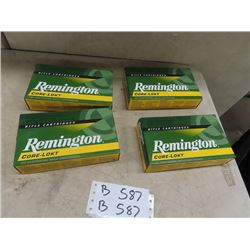 RIFLE CARTRIDGES
Remington
CORE-LOKT
RIFLE CARTRIDGES
Remington
CORE-LOKT
RIFLE CARTRIDGES
Remington
CORE-LOKT
RIFLE CARTRIDGES
Remington
CORE-LOKT
B 587
B 587